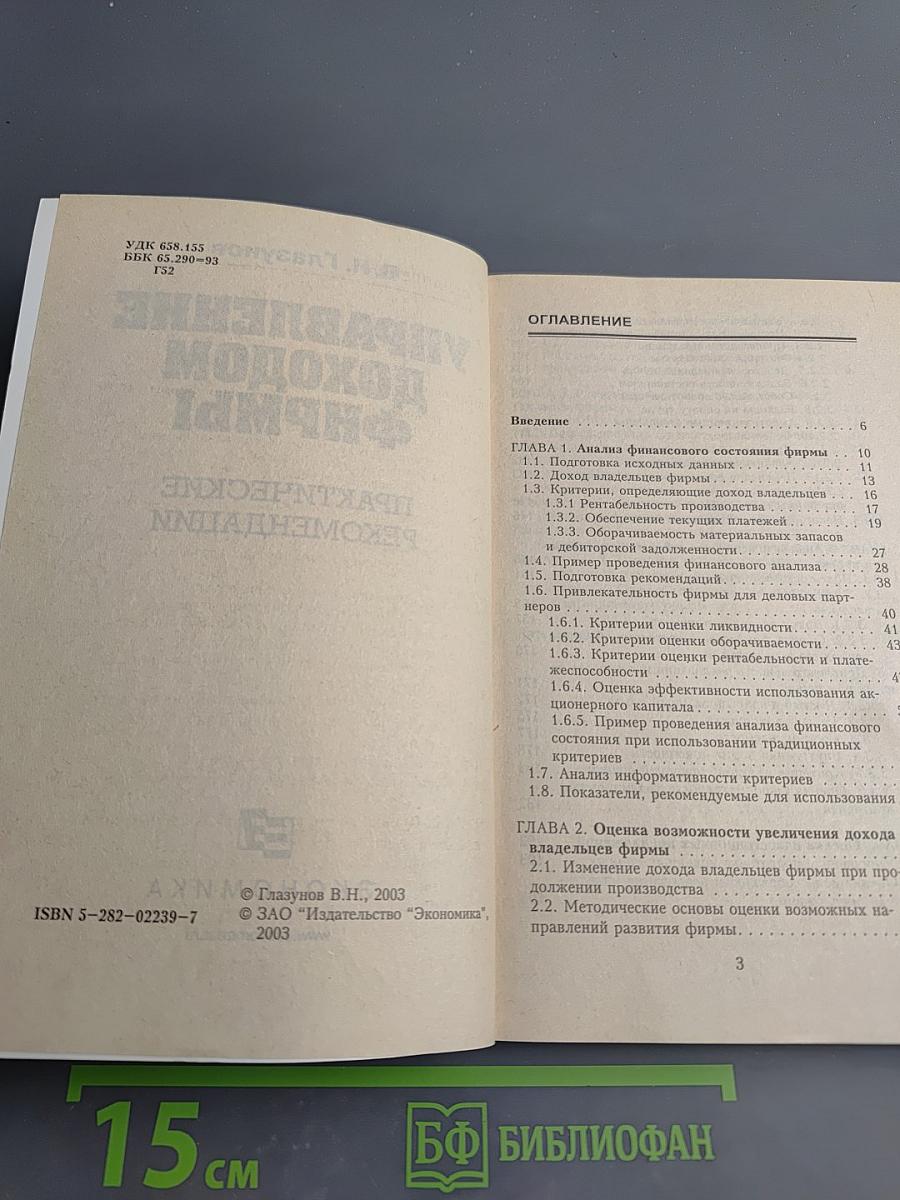 УДК 658.155
ББК 65.290=93
Г52
© Глазунов В.Н., 2003
ISBN 5-282-02239-7
© ЗАО "Издательство "Экономика",
2003
ОГЛАВЛЕНИЕ
Введение . . . . . . . . . . . . . . . . . . . . . . . . . . . . . . 6
ГЛАВА 1. Анализ финансового состояния фирмы . . 10
1.1. Подготовка исходных данных . . . . . . . . . . . . . 11
1.2. Доход владельцев фирмы . . . . . . . . . . . . . . . . 13
1.3. Критерии, определяющие доход владельцев . . . 16
1.3.1 Рентабельность производства . . . . . . . . . . 17
1.3.2. Обеспечение текущих платежей . . . . . . . . 19
1.3.3. Оборачиваемость материальных запасов
и дебиторской задолженности. . . . . . . . . . . . . 27
1.4. Пример проведения финансового анализа. . . . . 28
1.5. Подготовка рекомендаций. . . . . . . . . . . . . . . . 38
1.6. Привлекательность фирмы для деловых парт-
неров . . . . . . . . . . . . . . . . . . . . . . . . . . . . . . . 40
1.6.1. Критерии оценки ликвидности. . . . . . . . . 41
1.6.2. Критерии оценки оборачиваемости. . . . . . 43
1.6.3. Критерии оценки рентабельности и плате-
жеспособности . . . . . . . . . . . . . . . . . . . . . . . 4
1.6.4. Оценка эффективности использования ак-
ционерного капитала . . . . . . . . . . . . . . . . . . .
1.6.5. Пример проведения анализа финансового
состояния при использовании традиционных
критериев . . . . . . . . . . . . . . . . . . . . . . . . .
1.7. Анализ информативности критериев . . . . . . .
1.8. Показатели, рекомендуемые для использования
ГЛАВА 2. Оценка возможности увеличения дохода
владельцев фирмы . . . . . . . . . . . . . . . . . . . .
2.1. Изменение дохода владельцев фирмы при про-
должении производства . . . . . . . . . . . . . . . . .
2.2. Методические основы оценки возможных на-
правлений развития фирмы. . . . . . . . . . . . . . .
3
15 см
БФ БИБЛИОФАН